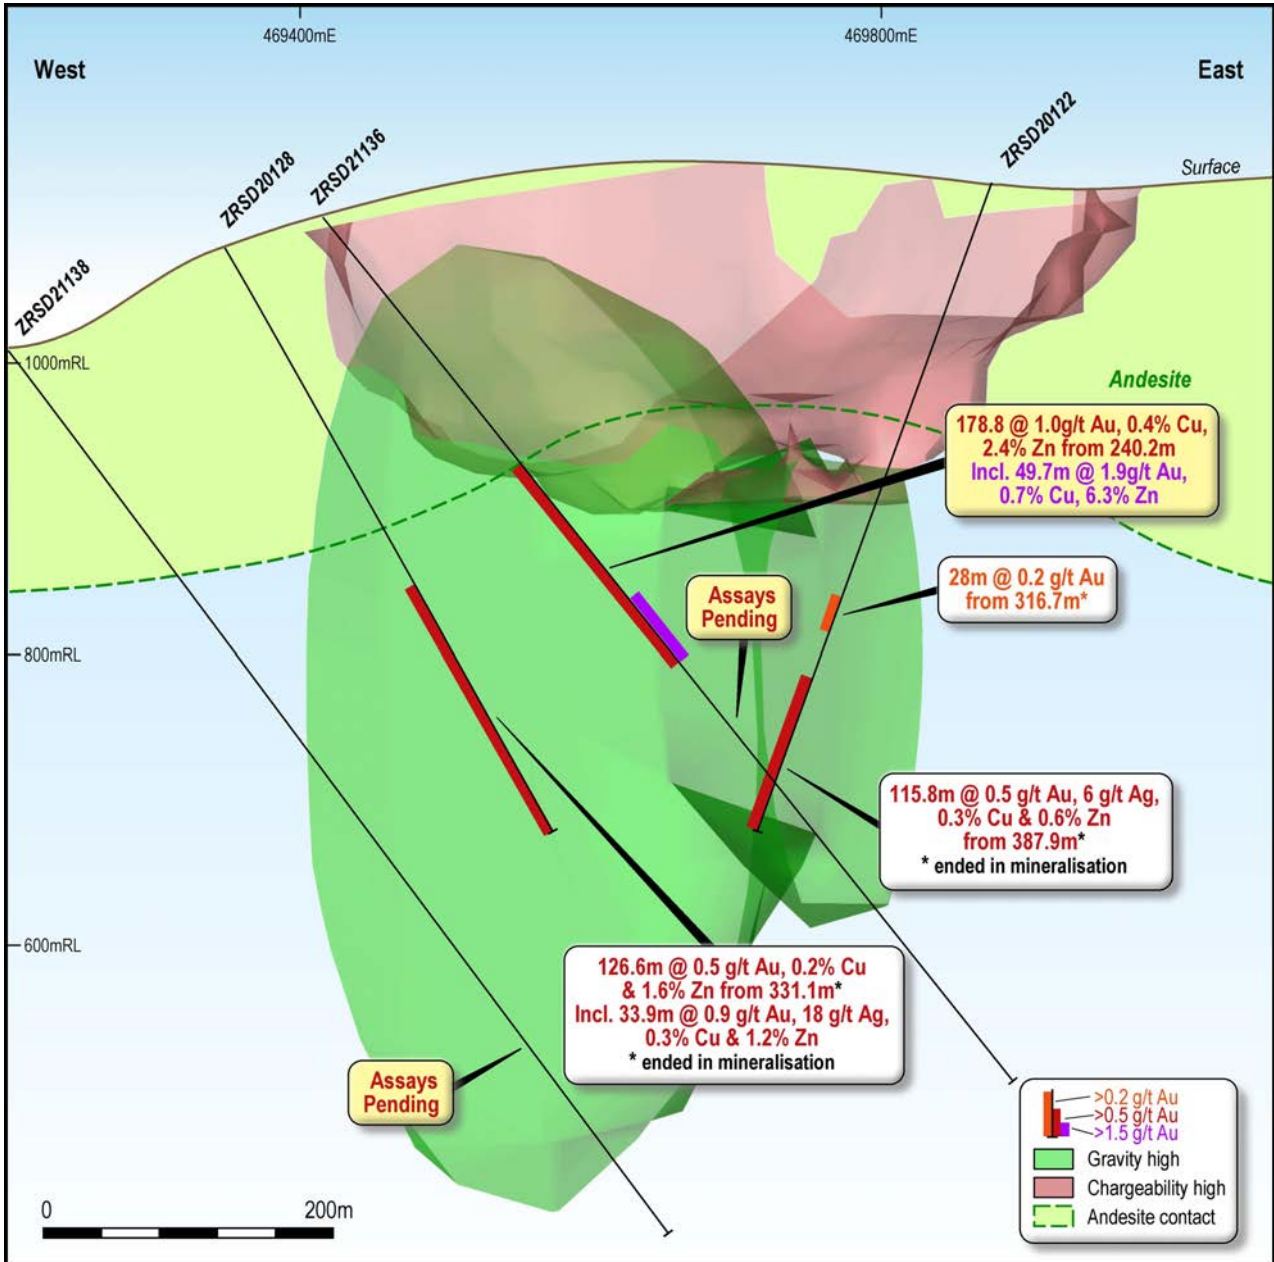 469400mE
469800mE
West
East
ZRSD20122
ZRSD21136
ZRSD20128
Surface
ZRSD21138
1000mRL
Andesite
178.8 @ 1.0g/t Au, 0.4% Cu,
2.4% Zn from 240.2m
Incl. 49.7m @ 1.9g/t Au,
0.7% Cu, 6.3% Zn
Assays
Pending
28m @ 0.2 g/t Au
from 316.7m*
800mRL
115.8m @ 0.5 g/t Au, 6 g/t Ag,
0.3% Cu & 0.6% Zn
from 387.9m*
* ended in mineralisation
600mRL
126.6m @ 0.5 g/t Au, 0.2% Cu
& 1.6% Zn from 331.1m*
Incl. 33.9m @ 0.9 g/t Au, 18 g/t Ag,
0.3% Cu & 1.2% Zn
* ended in mineralisation
Assays
Pending
>0.2 g/t Au
>0.5 g/t Au
>1.5 g/t Au
Gravity high
Chargeability high
Andesite contact
0 200m